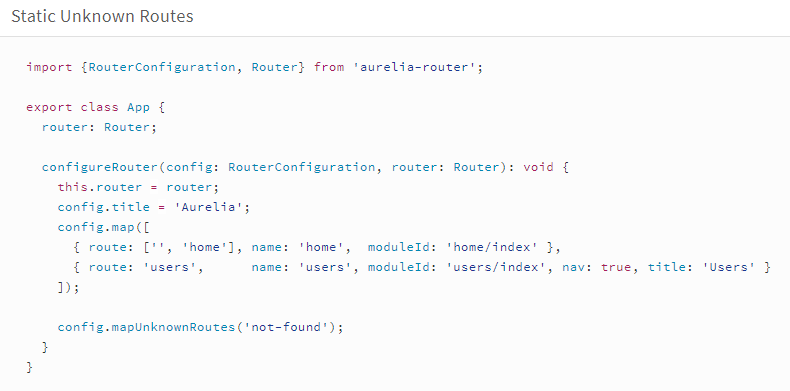 Static Unknown Routes
import {RouterConfiguration, Router} from 'aurelia-router';
export class App {
  router: Router;
  configureRouter(config: RouterConfiguration, router: Router): void {
    this.router = router;
    config.title = 'Aurelia';
    config.map([
      { route: ['', 'home'], name: 'home',  moduleId: 'home/index' },
      { route: 'users',      name: 'users', moduleId: 'users/index', nav: true, title: 'Users' }
    ]);
    config.mapUnknownRoutes('not-found');
  }
}